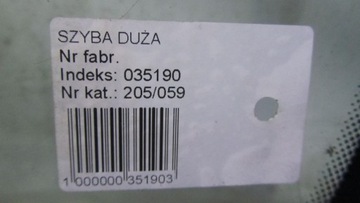 SZYBA DUŻA
Nr fabr.
Indeks: 035190
Nr kat.: 205/059
1 000000 351903